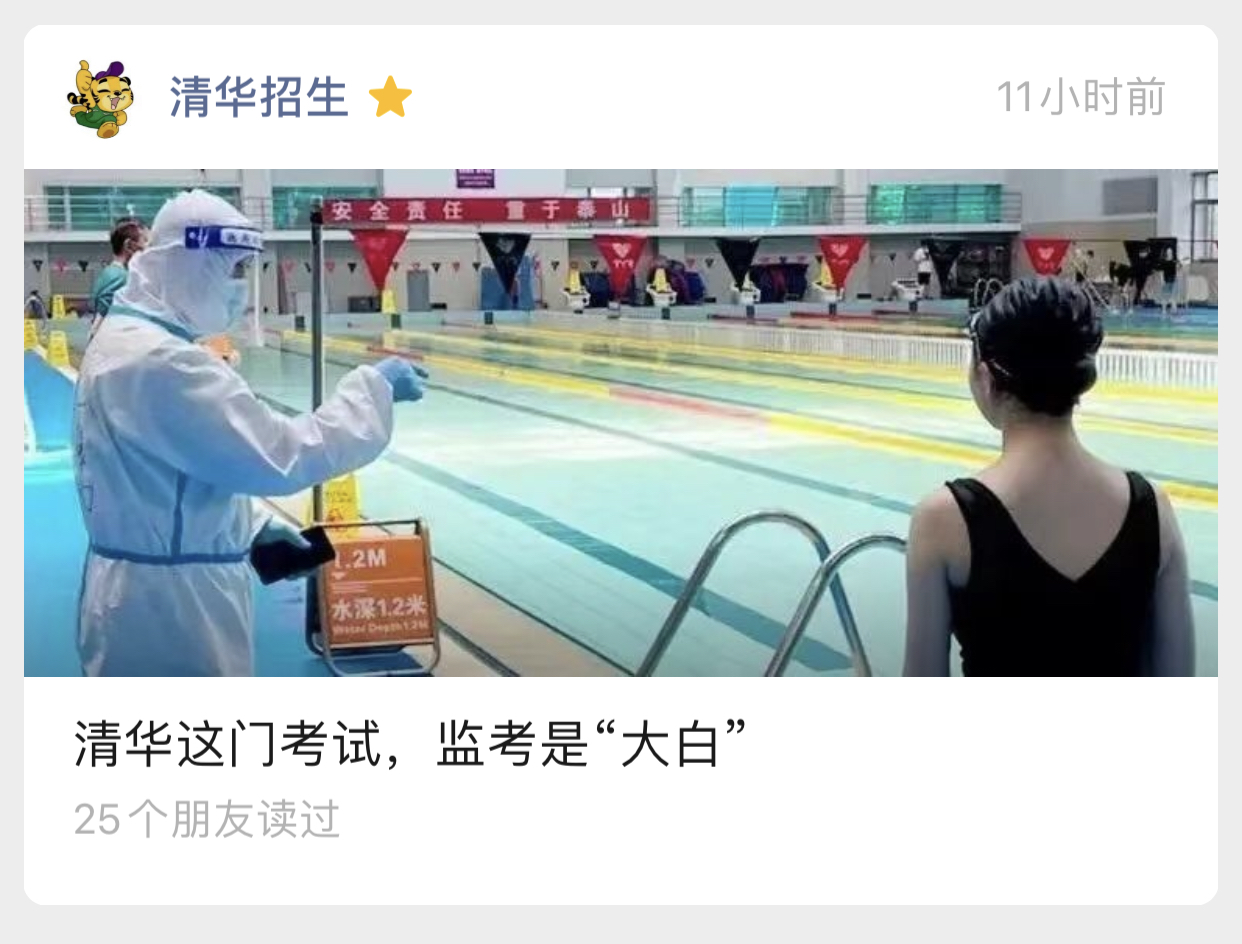 清华招生
11小时前
安全责任 重于泰山
1.2M
水深1.2米
Water Depth1.2M
清华这门考试，监考是“大白”
25个朋友读过